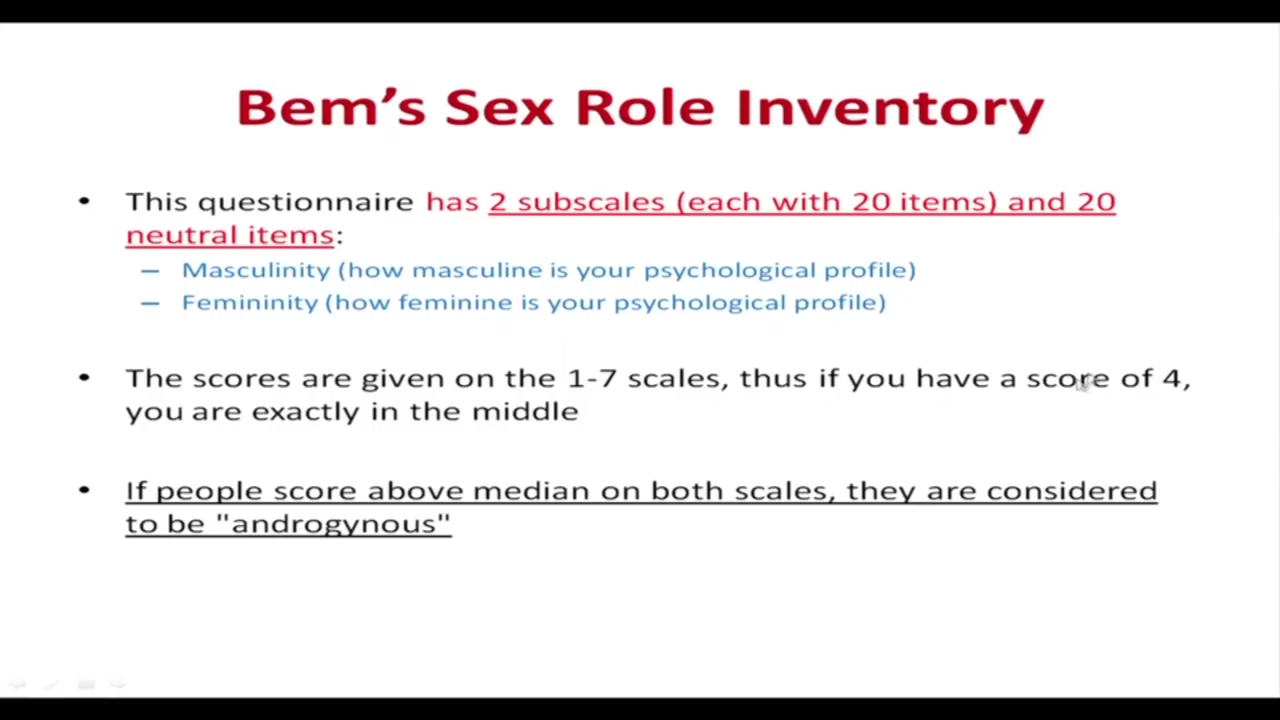 Bem’s Sex Role Inventory
• This questionnaire has 2 subscales (each with 20 items) and 20
neutral items:
– Masculinity (how masculine is your psychological profile)
– Femininity (how feminine is your psychological profile)
• The scores are given on the 1-7 scales, thus if you have a score of 4,
you are exactly in the middle
• If people score above median on both scales, they are considered
to be "androgynous"